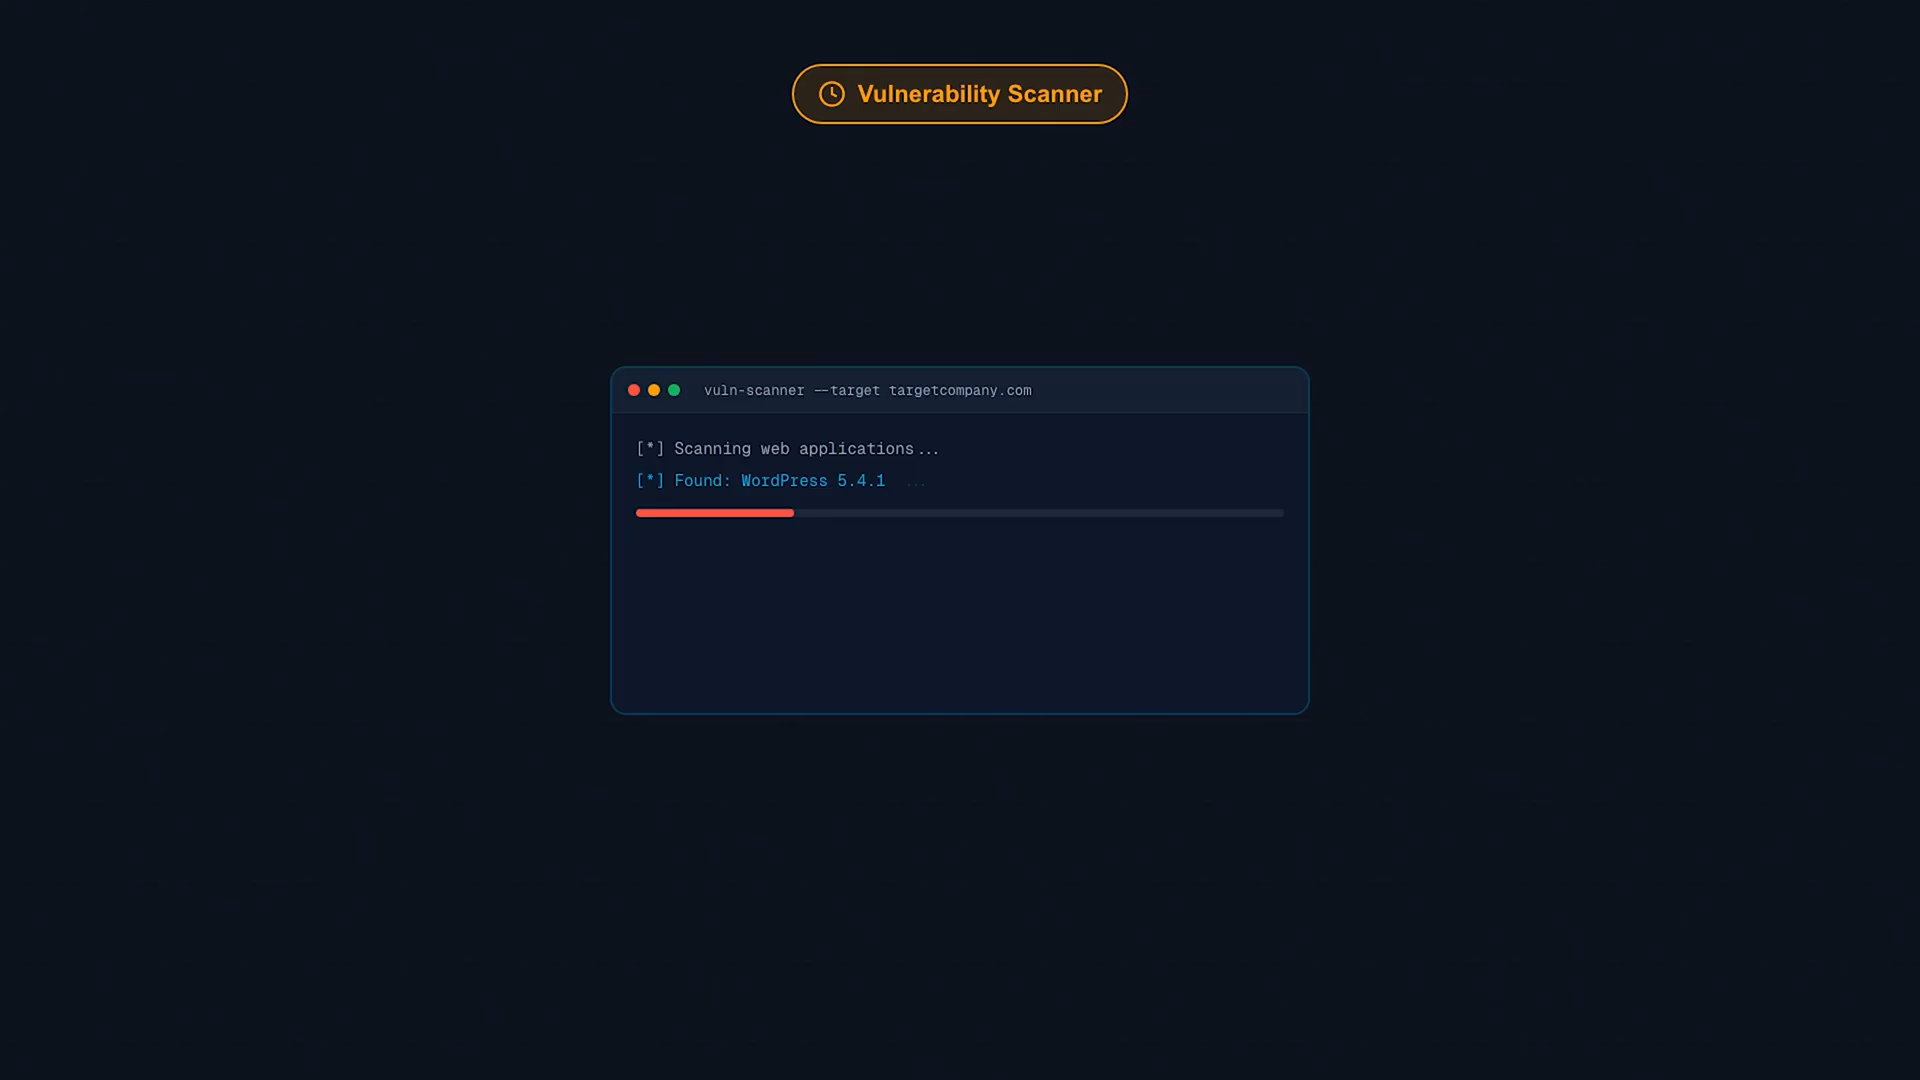 Vulnerability Scanner
vuln-scanner --target targetcompany.com
[*] Scanning web applications...
[*] Found: WordPress 5.4.1 ...